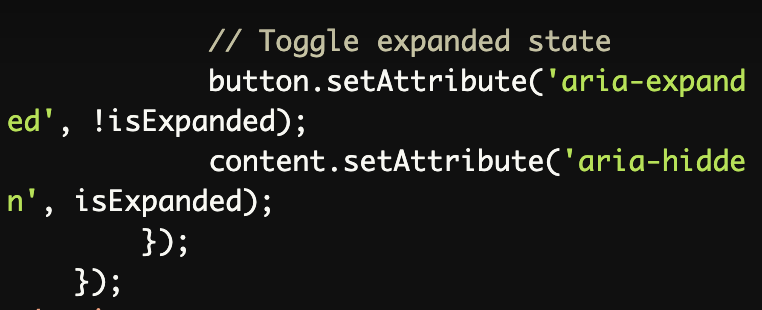 // Toggle expanded state
button.setAttribute('aria-expand
ed', !isExpanded);
content.setAttribute('aria-hidde
n', isExpanded);
});
});